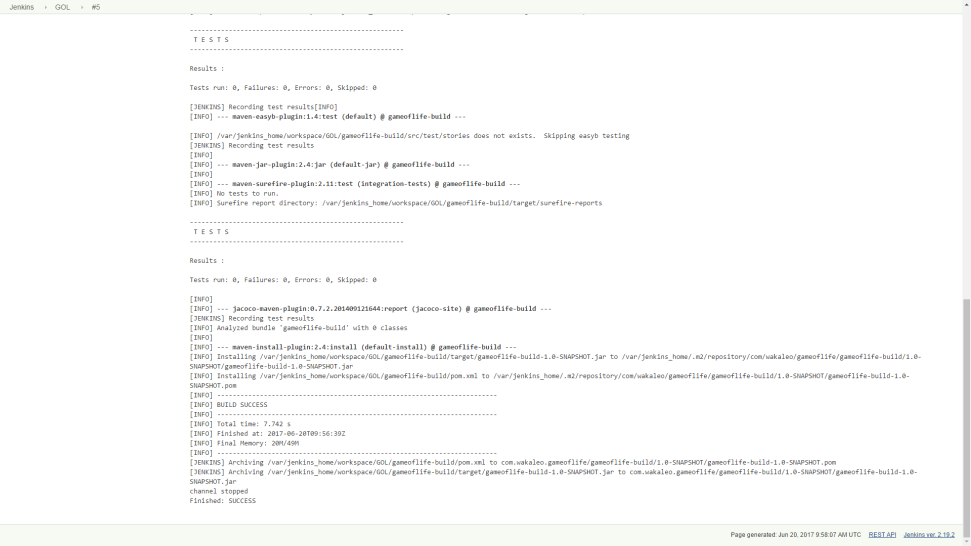 Jenkins › GOL › #5
------------------------------------------------------
T E S T S
------------------------------------------------------
Results :
Tests run: 0, Failures: 0, Errors: 0, Skipped: 0
[JENKINS] Recording test results[INFO]
[INFO] --- maven-easyb-plugin:1.4:test (default) @ gameoflife-build ---
[INFO] /var/jenkins_home/workspace/GOL/gameoflife-build/src/test/stories does not exists.  Skipping easyb testing
[JENKINS] Recording test results
[INFO]
[INFO] --- maven-jar-plugin:2.4:jar (default-jar) @ gameoflife-build ---
[INFO]
[INFO] --- maven-surefire-plugin:2.11:test (integration-tests) @ gameoflife-build ---
[INFO] No tests to run.
[INFO] Surefire report directory: /var/jenkins_home/workspace/GOL/gameoflife-build/target/surefire-reports
------------------------------------------------------
T E S T S
------------------------------------------------------
Results :
Tests run: 0, Failures: 0, Errors: 0, Skipped: 0
[INFO]
[INFO] --- jacoco-maven-plugin:0.7.2.201409121644:report (jacoco-site) @ gameoflife-build ---
[JENKINS] Recording test results
[INFO] Analyzed bundle 'gameoflife-build' with 0 classes
[INFO]
[INFO] --- maven-install-plugin:2.4:install (default-install) @ gameoflife-build ---
[INFO] Installing /var/jenkins_home/workspace/GOL/gameoflife-build/target/gameoflife-build-1.0-SNAPSHOT.jar to /var/jenkins_home/.m2/repository/com/wakaleo/gameoflife/gameoflife-build/1.0-
SNAPSHOT/gameoflife-build-1.0-SNAPSHOT.jar
[INFO] Installing /var/jenkins_home/workspace/GOL/gameoflife-build/pom.xml to /var/jenkins_home/.m2/repository/com/wakaleo/gameoflife/gameoflife-build/1.0-SNAPSHOT/gameoflife-build-1.0-
SNAPSHOT.pom
[INFO] ------------------------------------------------------------------------
[INFO] BUILD SUCCESS
[INFO] ------------------------------------------------------------------------
[INFO] Total time: 7.742 s
[INFO] Finished at: 2017-06-20T09:56:39Z
[INFO] Final Memory: 20M/49M
[INFO] ------------------------------------------------------------------------
[JENKINS] Archiving /var/jenkins_home/workspace/GOL/gameoflife-build/pom.xml to com.wakaleo.gameoflife/gameoflife-build/1.0-SNAPSHOT/gameoflife-build-1.0-SNAPSHOT.pom
[JENKINS] Archiving /var/jenkins_home/workspace/GOL/gameoflife-build/target/gameoflife-build-1.0-SNAPSHOT.jar to com.wakaleo.gameoflife/gameoflife-build/1.0-SNAPSHOT/gameoflife-build-1.0-
SNAPSHOT.jar
channel stopped
Finished: SUCCESS
Page generated: Jun 20, 2017 9:58:07 AM UTC REST API Jenkins ver. 2.19.2